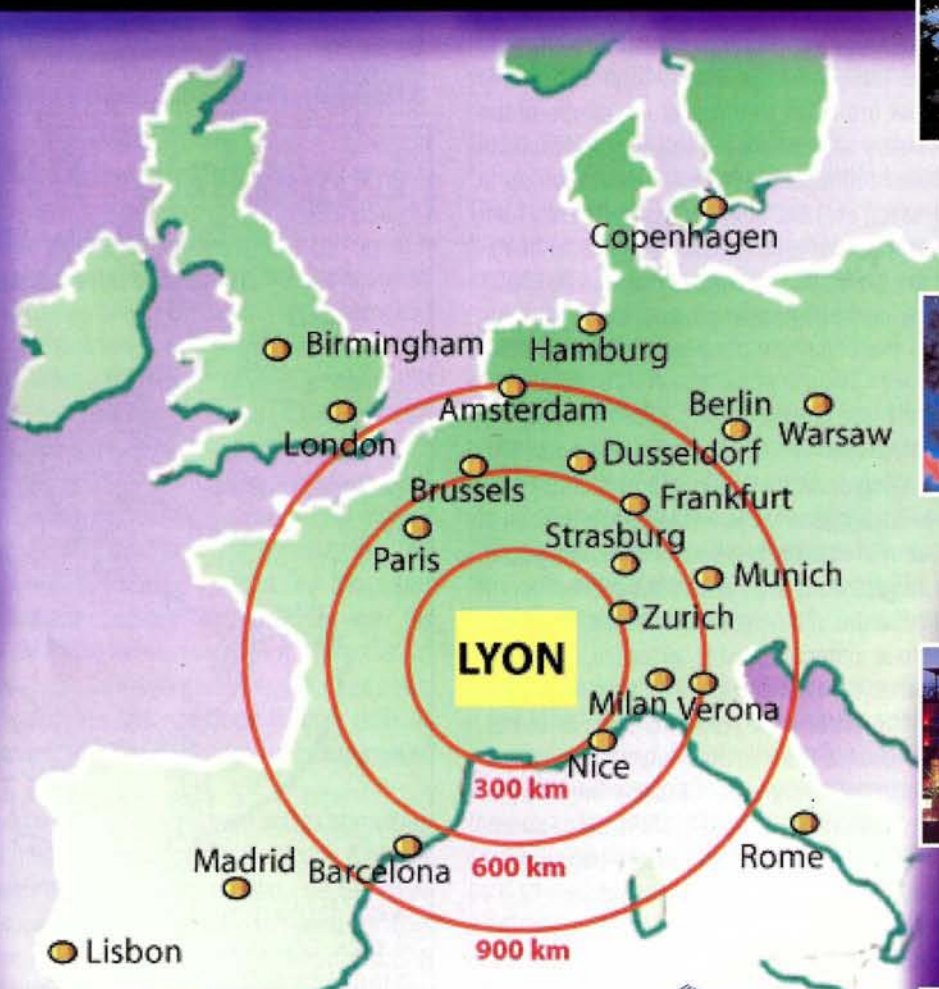 Copenhagen
Birmingham
Hamburg
Amsterdam
Berlin
Warsaw
London
Dusseldorf
Brussels
Frankfurt
Strasburg
Paris
Munich
Zurich
LYON
Milan
Verona
Nice
300 km
Rome
Madrid
Barcelona
600 km
Lisbon
900 km